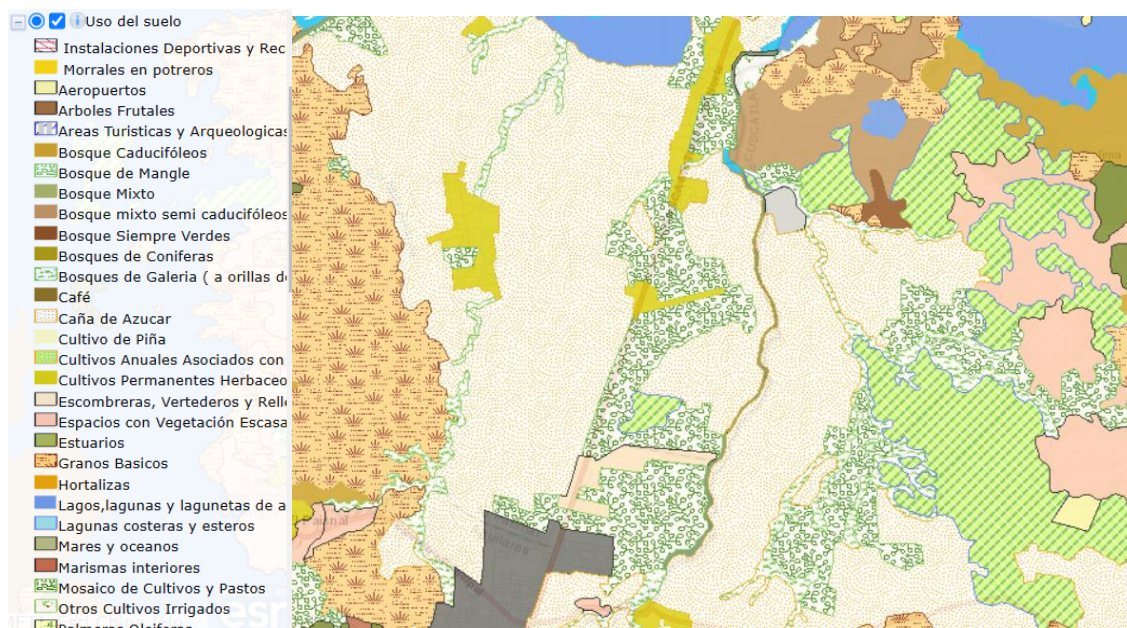 Uso del suelo
Instalaciones Deportivas y Rec
Morrales en potreros
Aeropuertos
Arboles Frutales
Areas Turisticas y Arqueologicas
Bosque Caducifóleos
Bosque de Mangle
Bosque Mixto
Bosque mixto semi caducifóleos
Bosque Siempre Verdes
Bosques de Coniferas
Bosques de Galeria ( a orillas de
Café
Caña de Azucar
Cultivo de Piña
Cultivos Anuales Asociados con
Cultivos Permanentes Herbaceo
Escombreras, Vertederos y Relle
Espacios con Vegetación Escasa
Estuarios
Granos Basicos
Hortalizas
Lagos,lagunas y lagunetas de a
Lagunas costeras y esteros
Mares y oceanos
Marismas interiores
Mosaico de Cultivos y Pastos
Otros Cultivos Irrigados
Palmeras Oleiferas
esri